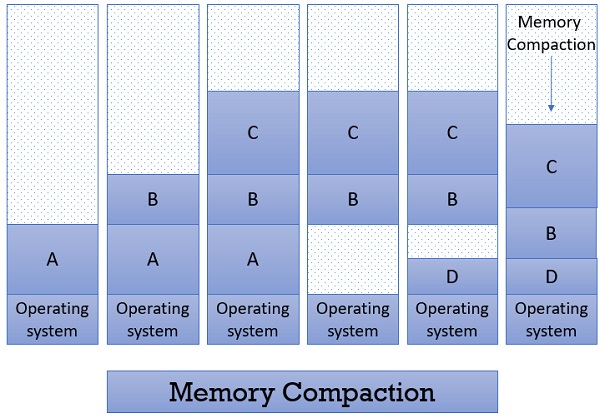 Memory
Compaction
C
C
C
C
B
B
B
B
B
A
A
A
D
D
Operating
system
Operating
system
Operating
system
Operating
system
Operating
system
Operating
system
Memory Compaction